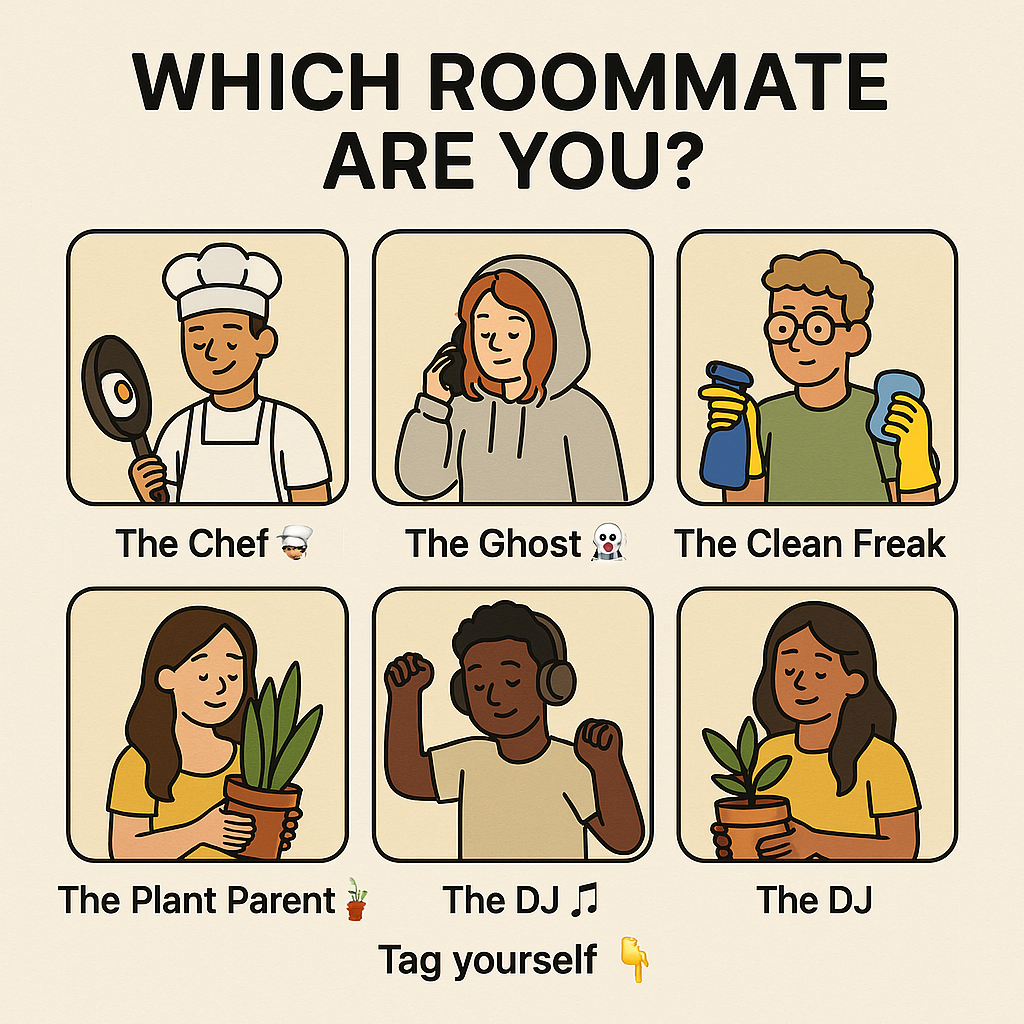 WHICH ROOMMATE
ARE YOU?
The Chef 👨‍🍳
The Ghost 👻
The Clean Freak
The Plant Parent 🪴
The DJ 🎵
The DJ
Tag yourself 👇